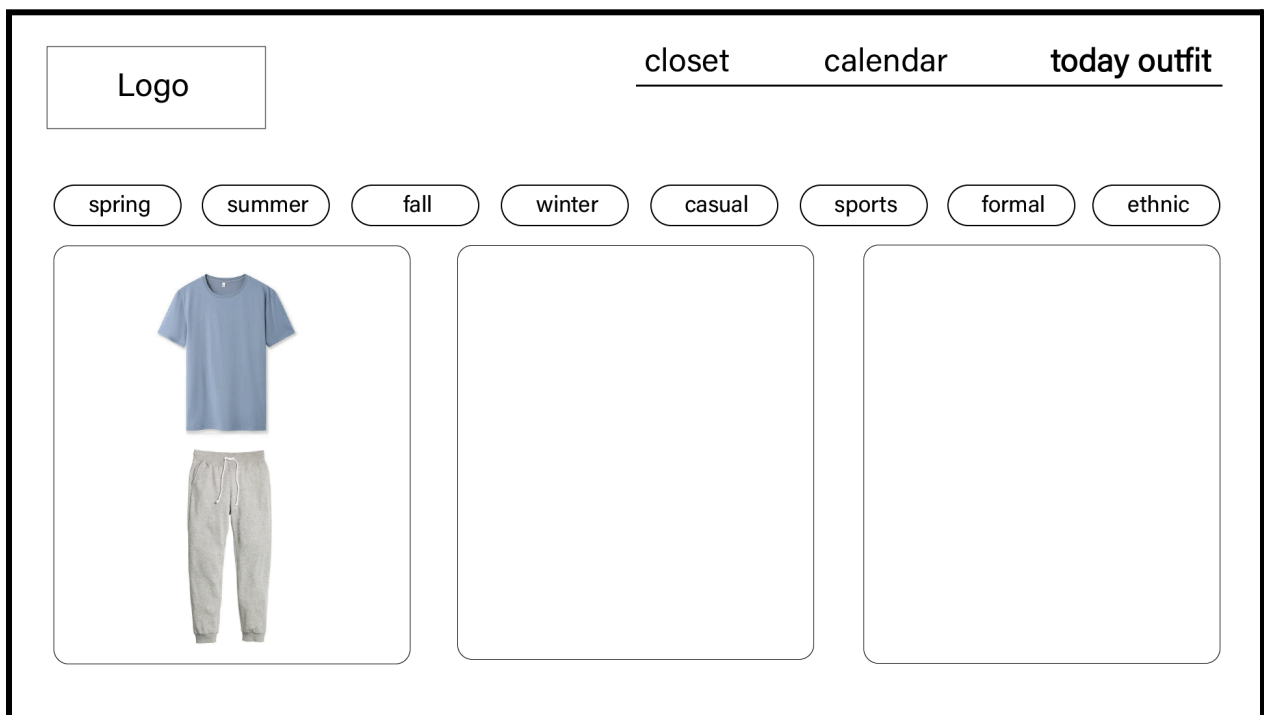 Logo
closet calendar today outfit
spring summer fall winter casual sports formal ethnic